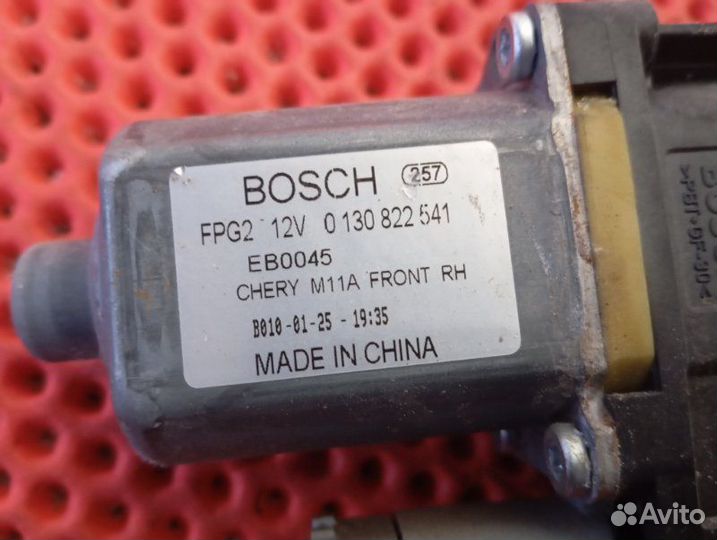 BOSCH 257
FPG2 12V 0 130 822 541
EB0045
CHERY M11A FRONT RH
B010-01-25 - 19:35
MADE IN CHINA
Avito